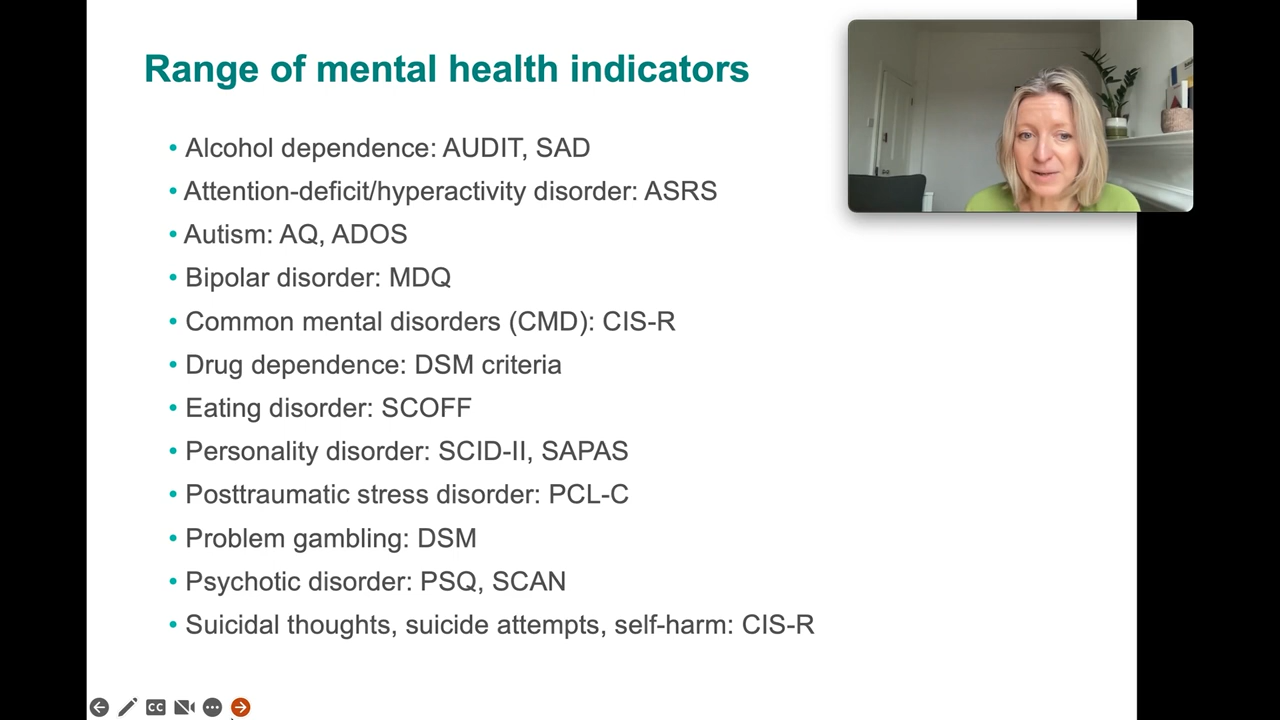 Range of mental health indicators
• Alcohol dependence: AUDIT, SAD
• Attention-deficit/hyperactivity disorder: ASRS
• Autism: AQ, ADOS
• Bipolar disorder: MDQ
• Common mental disorders (CMD): CIS-R
• Drug dependence: DSM criteria
• Eating disorder: SCOFF
• Personality disorder: SCID-II, SAPAS
• Posttraumatic stress disorder: PCL-C
• Problem gambling: DSM
• Psychotic disorder: PSQ, SCAN
• Suicidal thoughts, suicide attempts, self-harm: CIS-R
CC